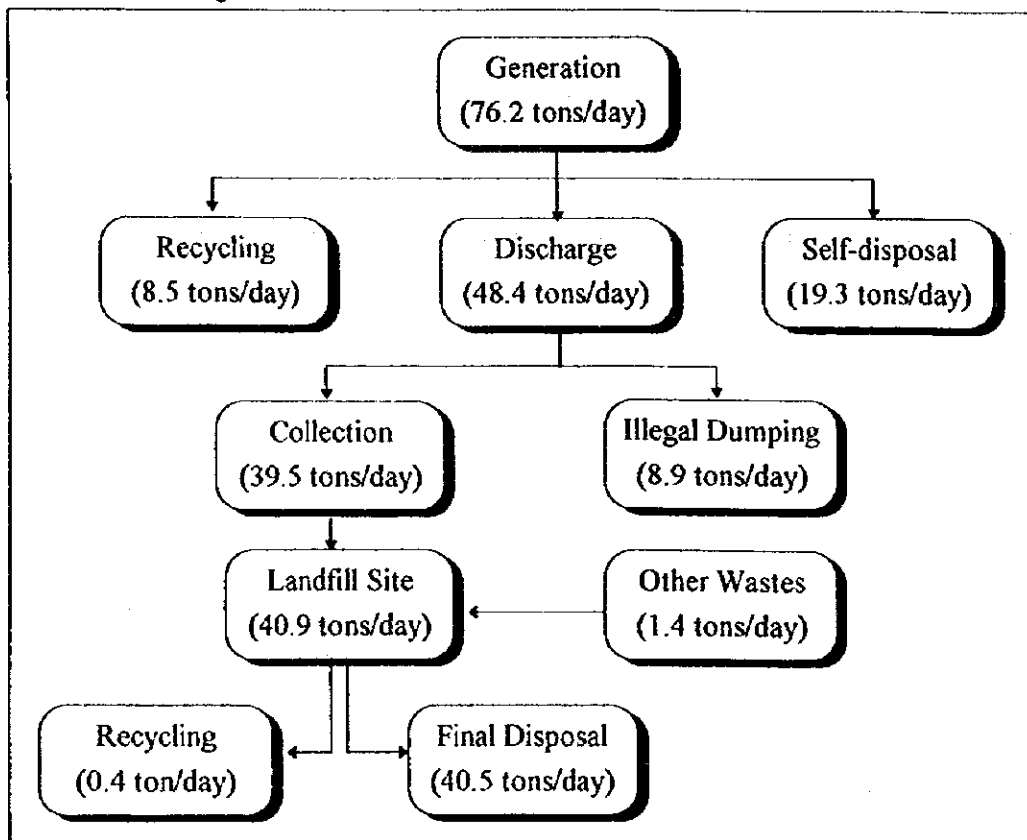 Generation
(76.2 tons/day)
Recycling
(8.5 tons/day)
Discharge
(48.4 tons/day)
Self-disposal
(19.3 tons/day)
Collection
(39.5 tons/day)
Illegal Dumping
(8.9 tons/day)
Landfill Site
(40.9 tons/day)
Other Wastes
(1.4 tons/day)
Recycling
(0.4 ton/day)
Final Disposal
(40.5 tons/day)